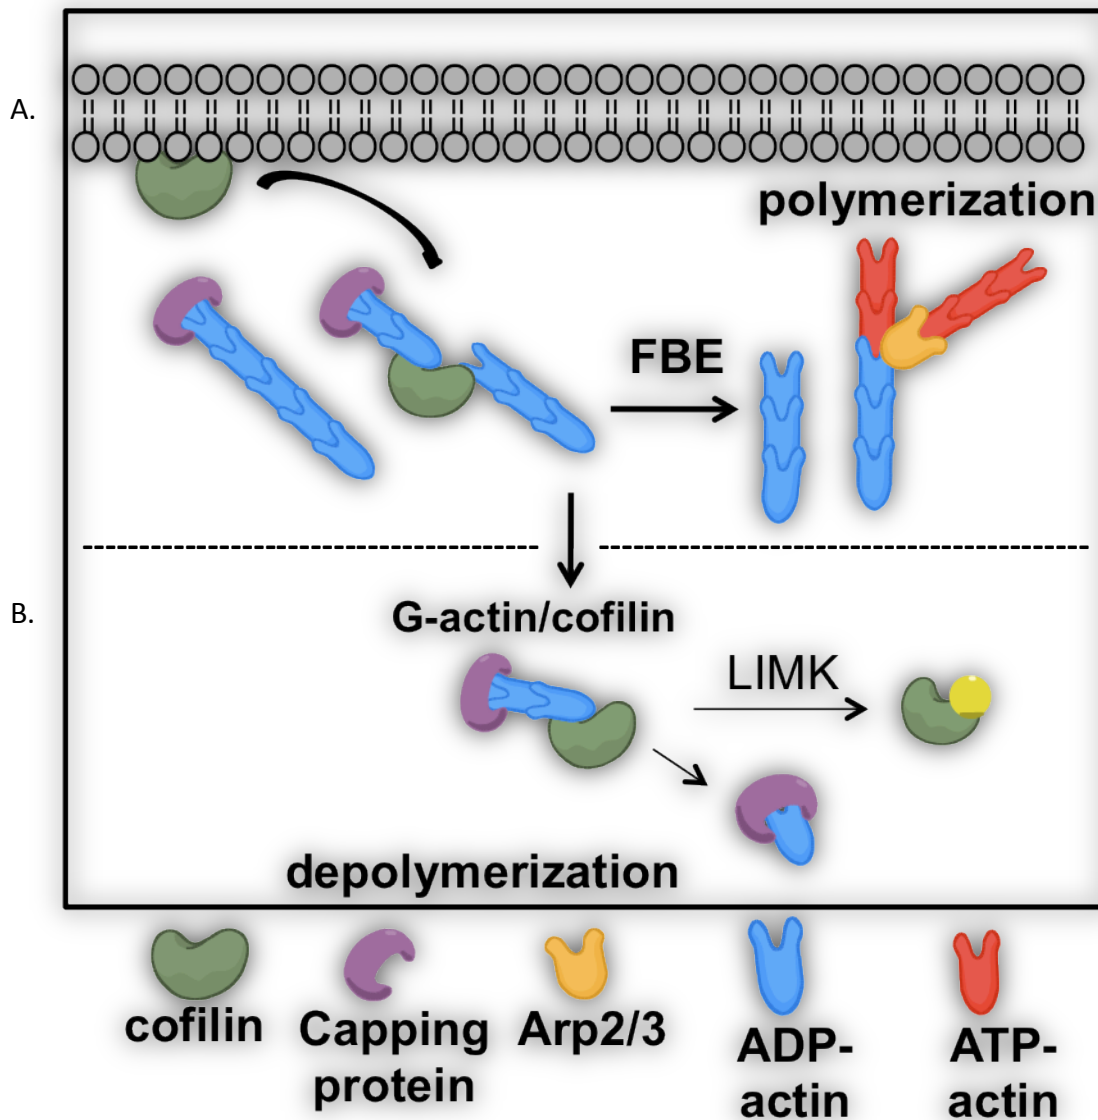 A.
polymerization
FBE
B.
G-actin/cofilin
LIMK
depolymerization
cofilin
Capping
protein
Arp2/3
ADP-
actin
ATP-
actin